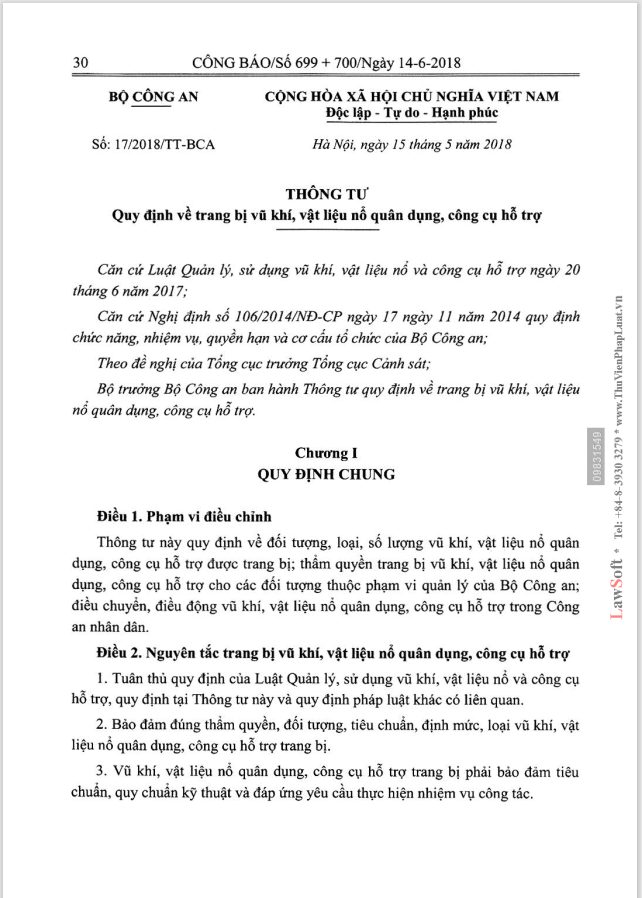 30
CÔNG BÁO/Số 699 + 700/Ngày 14-6-2018
BỘ CÔNG AN
CỘNG HÒA XÃ HỘI CHỦ NGHĨA VIỆT NAM
Độc lập - Tự do - Hạnh phúc
Số: 17/2018/TT-BCA
Hà Nội, ngày 15 tháng 5 năm 2018
THÔNG TƯ
Quy định về trang bị vũ khí, vật liệu nổ quân dụng, công cụ hỗ trợ
Căn cứ Luật Quản lý, sử dụng vũ khí, vật liệu nổ và công cụ hỗ trợ ngày 20
tháng 6 năm 2017;
Căn cứ Nghị định số 106/2014/NĐ-CP ngày 17 ngày 11 năm 2014 quy định
chức năng, nhiệm vụ, quyền hạn và cơ cấu tổ chức của Bộ Công an;
Theo đề nghị của Tổng cục trưởng Tổng cục Cảnh sát;
Bộ trưởng Bộ Công an ban hành Thông tư quy định về trang bị vũ khí, vật liệu
nổ quân dụng, công cụ hỗ trợ.
Chương I
QUY ĐỊNH CHUNG
Điều 1. Phạm vi điều chỉnh
Thông tư này quy định về đối tượng, loại, số lượng vũ khí, vật liệu nổ quân
dụng, công cụ hỗ trợ được trang bị; thẩm quyền trang bị vũ khí, vật liệu nổ quân
dụng, công cụ hỗ trợ cho các đối tượng thuộc phạm vi quản lý của Bộ Công an;
điều chuyển, điều động vũ khí, vật liệu nổ quân dụng, công cụ hỗ trợ trong Công
an nhân dân.
Điều 2. Nguyên tắc trang bị vũ khí, vật liệu nổ quân dụng, công cụ hỗ trợ
1. Tuân thủ quy định của Luật Quản lý, sử dụng vũ khí, vật liệu nổ và công cụ
hỗ trợ, quy định tại Thông tư này và quy định pháp luật khác có liên quan.
2. Bảo đảm đúng thẩm quyền, đối tượng, tiêu chuẩn, định mức, loại vũ khí, vật
liệu nổ quân dụng, công cụ hỗ trợ trang bị.
3. Vũ khí, vật liệu nổ quân dụng, công cụ hỗ trợ trang bị phải bảo đảm tiêu
chuẩn, quy chuẩn kỹ thuật và đáp ứng yêu cầu thực hiện nhiệm vụ công tác.
09831549
LawSoft * Tel: +84-8-3930 3279 * www.ThuVienPhapLuat.vn